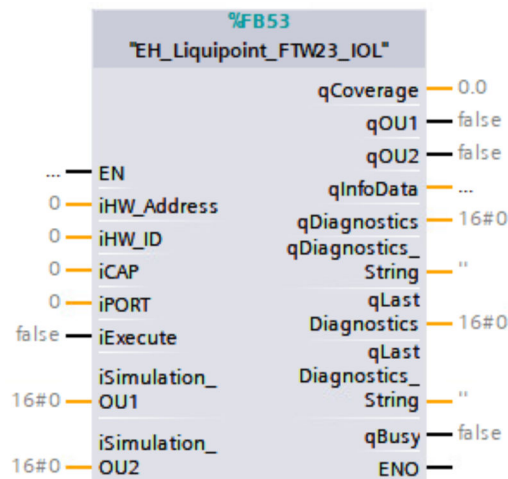 %FB53
"EH_Liquipoint_FTW23_IOL"
qCoverage 0.0
qOU1 false
qOU2 false
... EN
qInfoData ...
0 iHW_Address
qDiagnostics 16#0
0 iHW_ID
qDiagnostics_
String ''
0 iCAP
qLast
Diagnostics 16#0
0 iPORT
false iExecute
qLast
Diagnostics_
String ''
iSimulation_
16#0 OU1
qBusy false
iSimulation_
16#0 OU2
ENO